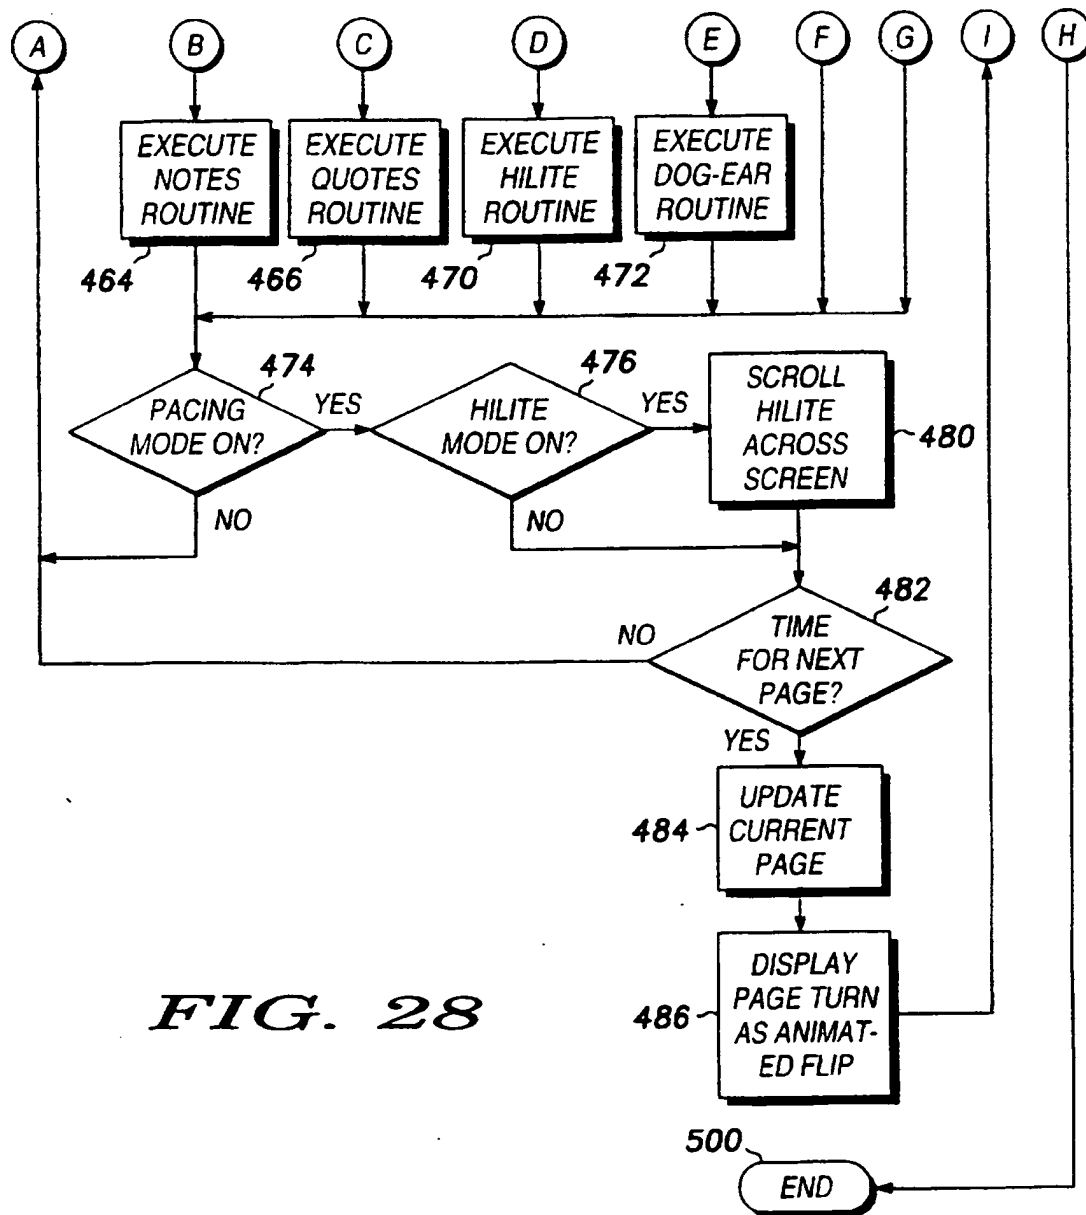 A B C D E F G I H
EXECUTE
NOTES
ROUTINE
464
EXECUTE
QUOTES
ROUTINE
466
EXECUTE
HILITE
ROUTINE
470
EXECUTE
DOG-EAR
ROUTINE
472
PACING
MODE ON?
474
YES
NO
HILITE
MODE ON?
476
YES
NO
SCROLL
HILITE
ACROSS
SCREEN
480
TIME
FOR NEXT
PAGE?
482
NO
YES
UPDATE
CURRENT
PAGE
484
DISPLAY
PAGE TURN
AS ANIMAT-
ED FLIP
486
FIG. 28
500
END